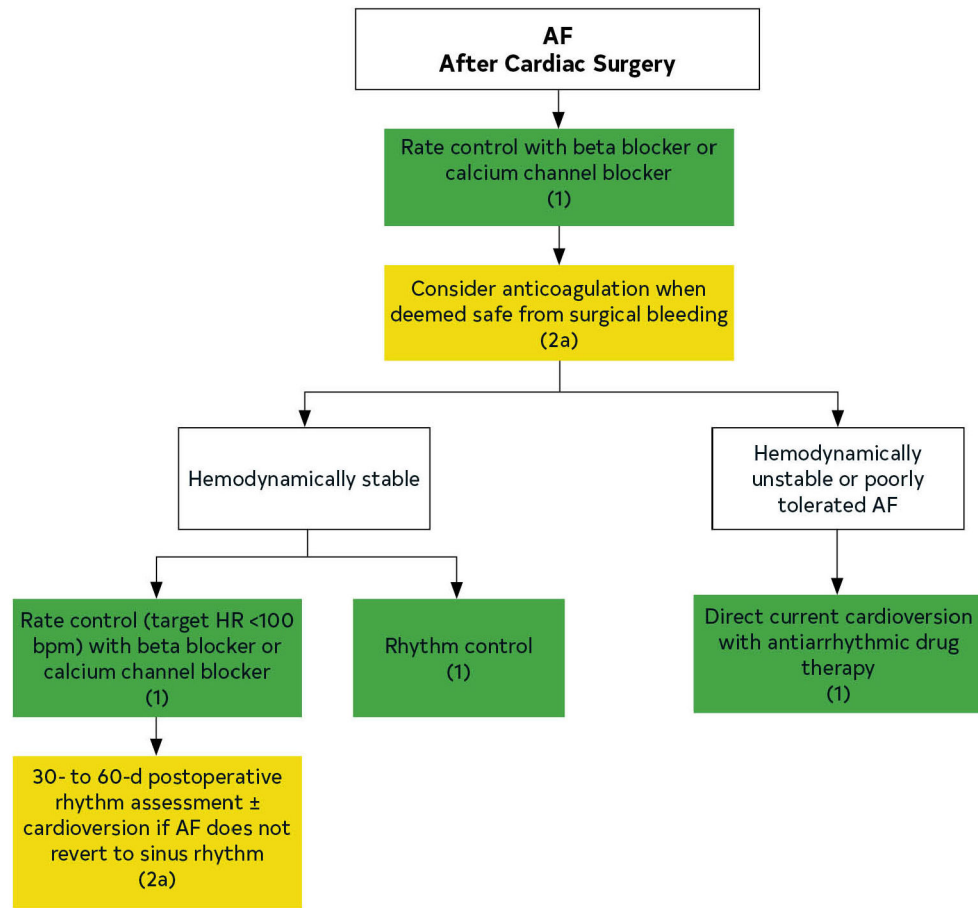 AF
After Cardiac Surgery
Rate control with beta blocker or
calcium channel blocker
(1)
Consider anticoagulation when
deemed safe from surgical bleeding
(2a)
Hemodynamically stable
Hemodynamically
unstable or poorly
tolerated AF
Rate control (target HR <100
bpm) with beta blocker or
calcium channel blocker
(1)
Rhythm control
(1)
Direct current cardioversion
with antiarrhythmic drug
therapy
(1)
30- to 60-d postoperative
rhythm assessment ±
cardioversion if AF does not
revert to sinus rhythm
(2a)